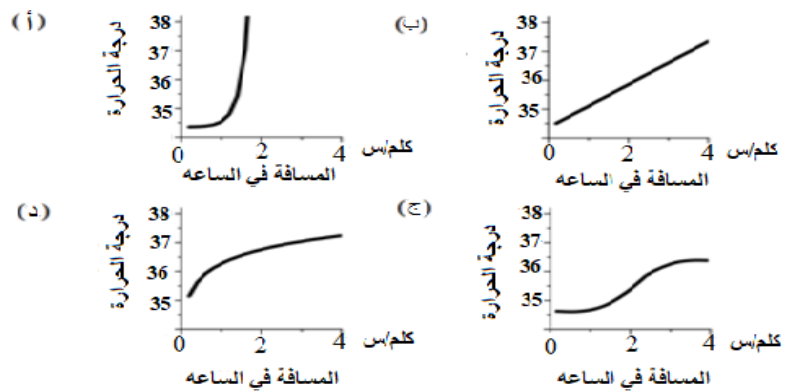 (أ)
درجة الحرارة
38
37
36
35
0
2
4
كلم/س
المسافة في الساعه
(ب)
درجة الحرارة
38
37
36
35
0
2
4
كلم/س
المسافة في الساعه
(د)
درجة الحرارة
38
37
36
35
0
2
4
كلم/س
المسافة في الساعه
(ج)
درجة الحرارة
38
37
36
35
0
2
4
كلم/س
المسافة في الساعه